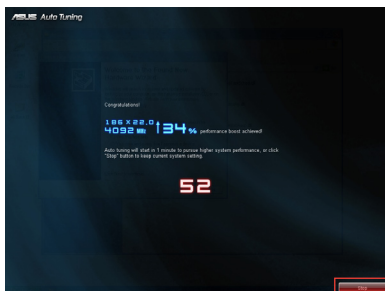 ASUS Auto Tuning
Congratulations!
186 X 22.0
4092 MHz 34 % performance boost achieved!
Auto tuning will start in 1 minute to pursue higher system performance, or click
"Stop" button to keep current system setting.
52
Stop